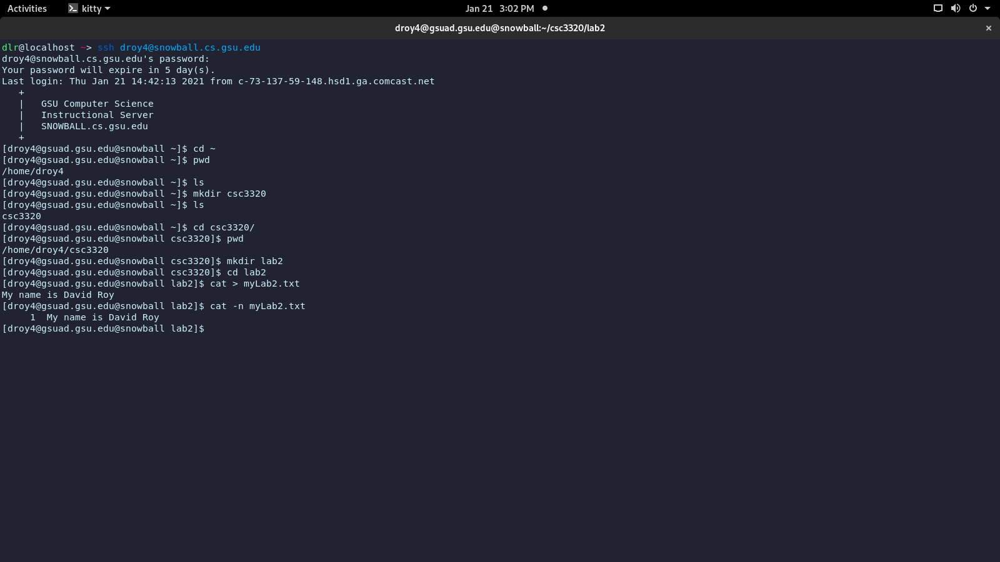 Activities kitty Jan 21 3:02 PM
droy4@gsuad.gsu.edu@snowball:~/csc3320/lab2
dlr@localhost ~> ssh droy4@snowball.cs.gsu.edu
droy4@snowball.cs.gsu.edu's password:
Your password will expire in 5 day(s).
Last login: Thu Jan 21 14:42:13 2021 from c-73-137-59-148.hsd1.ga.comcast.net
   +
   |   GSU Computer Science
   |   Instructional Server
   |   SNOWBALL.cs.gsu.edu
   +
[droy4@gsuad.gsu.edu@snowball ~]$ cd ~
[droy4@gsuad.gsu.edu@snowball ~]$ pwd
/home/droy4
[droy4@gsuad.gsu.edu@snowball ~]$ ls
[droy4@gsuad.gsu.edu@snowball ~]$ mkdir csc3320
[droy4@gsuad.gsu.edu@snowball ~]$ ls
csc3320
[droy4@gsuad.gsu.edu@snowball ~]$ cd csc3320/
[droy4@gsuad.gsu.edu@snowball csc3320]$ pwd
/home/droy4/csc3320
[droy4@gsuad.gsu.edu@snowball csc3320]$ mkdir lab2
[droy4@gsuad.gsu.edu@snowball csc3320]$ cd lab2
[droy4@gsuad.gsu.edu@snowball lab2]$ cat > myLab2.txt
My name is David Roy
[droy4@gsuad.gsu.edu@snowball lab2]$ cat -n myLab2.txt
     1  My name is David Roy
[droy4@gsuad.gsu.edu@snowball lab2]$